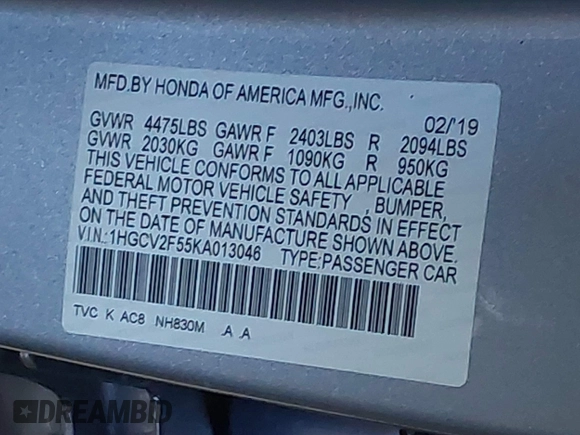 MFD.BY HONDA OF AMERICA MFG.,INC.
02/'19
GVWR 4475LBS GAWR F 2403LBS R 2094LBS
GVWR 2030KG GAWR F 1090KG R 950KG
THIS VEHICLE CONFORMS TO ALL APPLICABLE
FEDERAL MOTOR VEHICLE SAFETY , BUMPER,
AND THEFT PREVENTION STANDARDS IN EFFECT
ON THE DATE OF MANUFACTURE SHOWN ABOVE.
V.I.N.:1HGCV2F55KA013046 TYPE:PASSENGER CAR
TVC K AC8 NH830M .A .A
DREAMBID